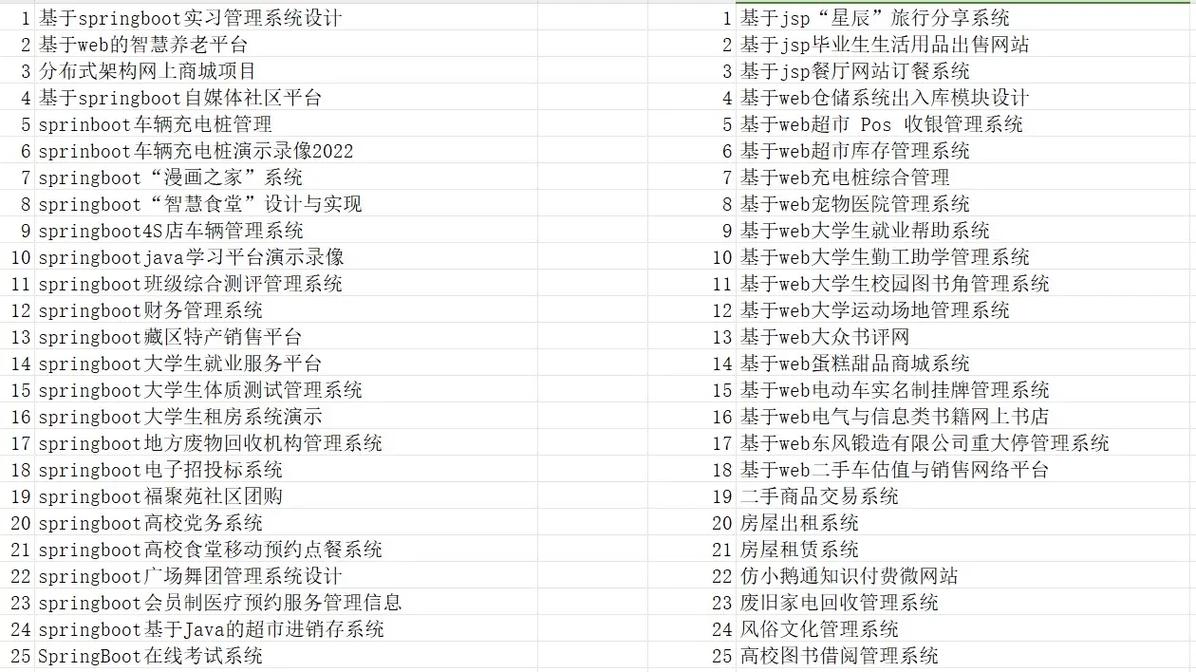 1 基于springboot实习管理系统设计
2 基于web的智慧养老平台
3 分布式架构网上商城项目
4 基于springboot自媒体社区平台
5 sprinboot车辆充电桩管理
6 sprinboot车辆充电桩演示录像2022
7 springboot“漫画之家”系统
8 springboot“智慧食堂”设计与实现
9 springboot4S店车辆管理系统
10 springbootjava学习平台演示录像
11 springboot班级综合测评管理系统
12 springboot财务管理系统
13 springboot藏区特产销售平台
14 springboot大学生就业服务平台
15 springboot大学生体质测试管理系统
16 springboot大学生租房系统演示
17 springboot地方废物回收机构管理系统
18 springboot电子招投标系统
19 springboot福聚苑社区团购
20 springboot高校党务系统
21 springboot高校食堂移动预约点餐系统
22 springboot广场舞团管理系统设计
23 springboot会员制医疗预约服务管理信息
24 springboot基于Java的超市进销存系统
25 SpringBoot在线考试系统
1 基于jsp“星辰”旅行分享系统
2 基于jsp毕业生生活用品出售网站
3 基于jsp餐厅网站订餐系统
4 基于web仓储系统出入库模块设计
5 基于web超市 Pos 收银管理系统
6 基于web超市库存管理系统
7 基于web充电桩综合管理
8 基于web宠物医院管理系统
9 基于web大学生就业帮助系统
10 基于web大学生勤工助学管理系统
11 基于web大学生校园图书角管理系统
12 基于web大学运动场地管理系统
13 基于web大众书评网
14 基于web蛋糕甜品商城系统
15 基于web电动车实名制挂牌管理系统
16 基于web电气与信息类书籍网上书店
17 基于web东风锻造有限公司重大停管理系统
18 基于web二手车估值与销售网络平台
19 二手商品交易系统
20 房屋出租系统
21 房屋租赁系统
22 仿小鹅通知识付费微网站
23 废旧家电回收管理系统
24 风俗文化管理系统
25 高校图书借阅管理系统